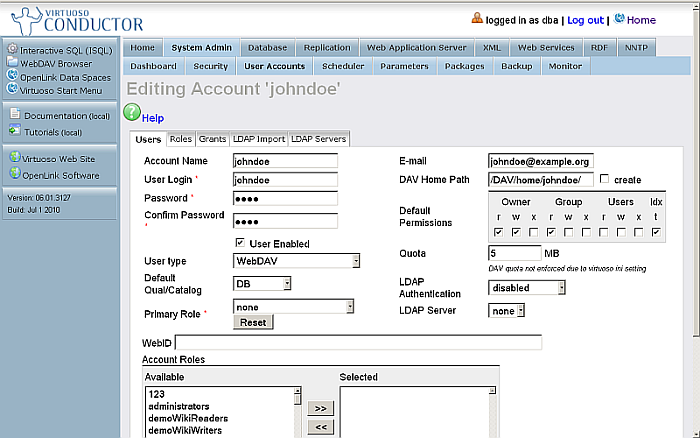 VIRTUOSO
CONDUCTOR
logged in as dba | Log out | Home
Interactive SQL (ISQL)
WebDAV Browser
OpenLink Data Spaces
Virtuoso Start Menu
Documentation (local)
Tutorials (local)
Virtuoso Web Site
OpenLink Software
Version: 06.01.3127
Build: Jul 1 2010
Home System Admin Database Replication Web Application Server XML Web Services RDF NNTP
Dashboard Security User Accounts Scheduler Parameters Packages Backup Monitor
Editing Account 'johndoe'
Help
Users Roles Grants LDAP Import LDAP Servers
Account Name johndoe
User Login * johndoe
Password * ●●●●
Confirm Password * ●●●●
User Enabled
User type WebDAV
Default Qual/Catalog DB
Primary Role * none
Reset
E-mail johndoe@example.org
DAV Home Path /DAV/home/johndoe/ create
Default Permissions
Owner Group Users Idx
r w x r w x r w x t
Quota 5 MB
DAV quota not enforced due to virtuoso ini setting
LDAP Authentication disabled
LDAP Server none
WebID
Account Roles
Available Selected
123
administrators
demoWikiReaders
demoWikiWriters
>>
<<